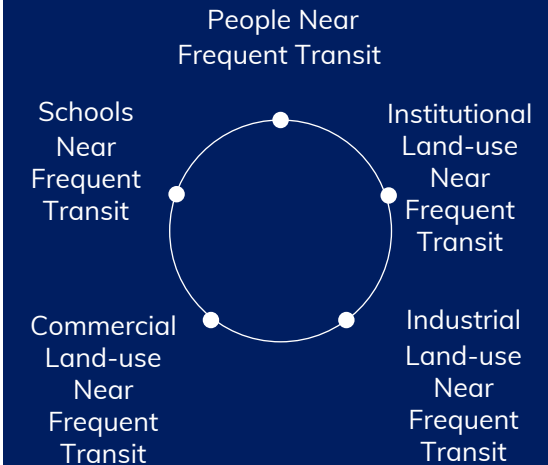 People Near
Frequent Transit
Schools
Near
Frequent
Transit
Institutional
Land-use
Near
Frequent
Transit
Commercial
Land-use
Near
Frequent
Transit
Industrial
Land-use
Near
Frequent
Transit